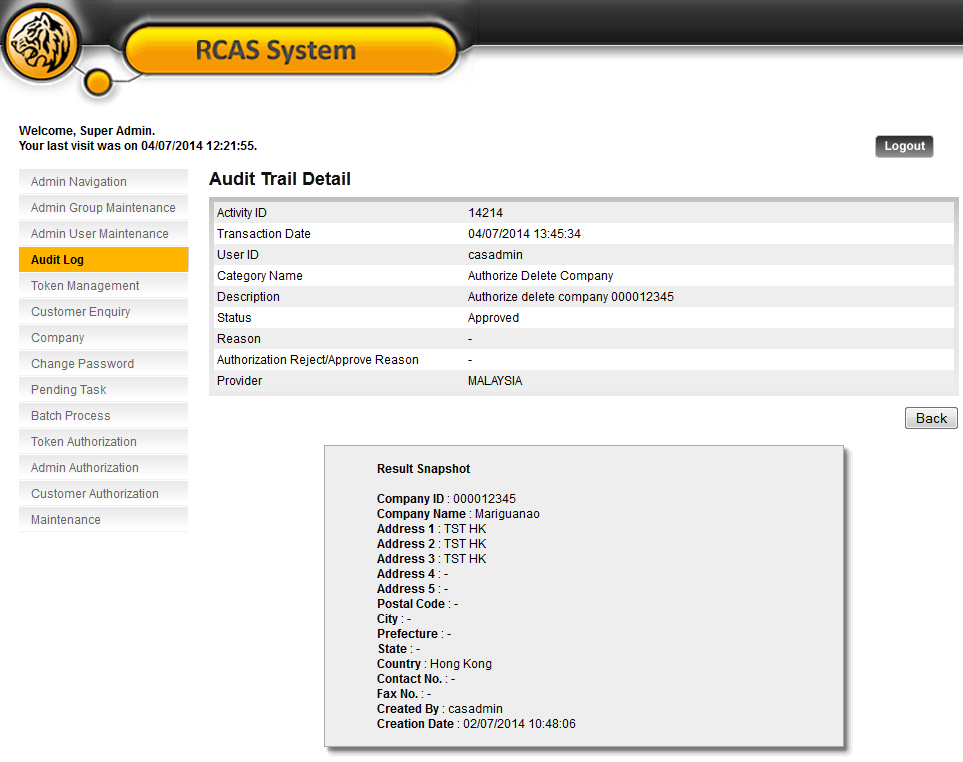 RCAS System
Welcome, Super Admin.
Your last visit was on 04/07/2014 12:21:55.
Logout
Admin Navigation
Admin Group Maintenance
Admin User Maintenance
Audit Log
Token Management
Customer Enquiry
Company
Change Password
Pending Task
Batch Process
Token Authorization
Admin Authorization
Customer Authorization
Maintenance
Audit Trail Detail
Activity ID 14214
Transaction Date 04/07/2014 13:45:34
User ID casadmin
Category Name Authorize Delete Company
Description Authorize delete company 000012345
Status Approved
Reason -
Authorization Reject/Approve Reason -
Provider MALAYSIA
Back
Result Snapshot
Company ID : 000012345
Company Name : Mariguanao
Address 1 : TST HK
Address 2 : TST HK
Address 3 : TST HK
Address 4 : -
Address 5 : -
Postal Code : -
City : -
Prefecture : -
State : -
Country : Hong Kong
Contact No. : -
Fax No. : -
Created By : casadmin
Creation Date : 02/07/2014 10:48:06